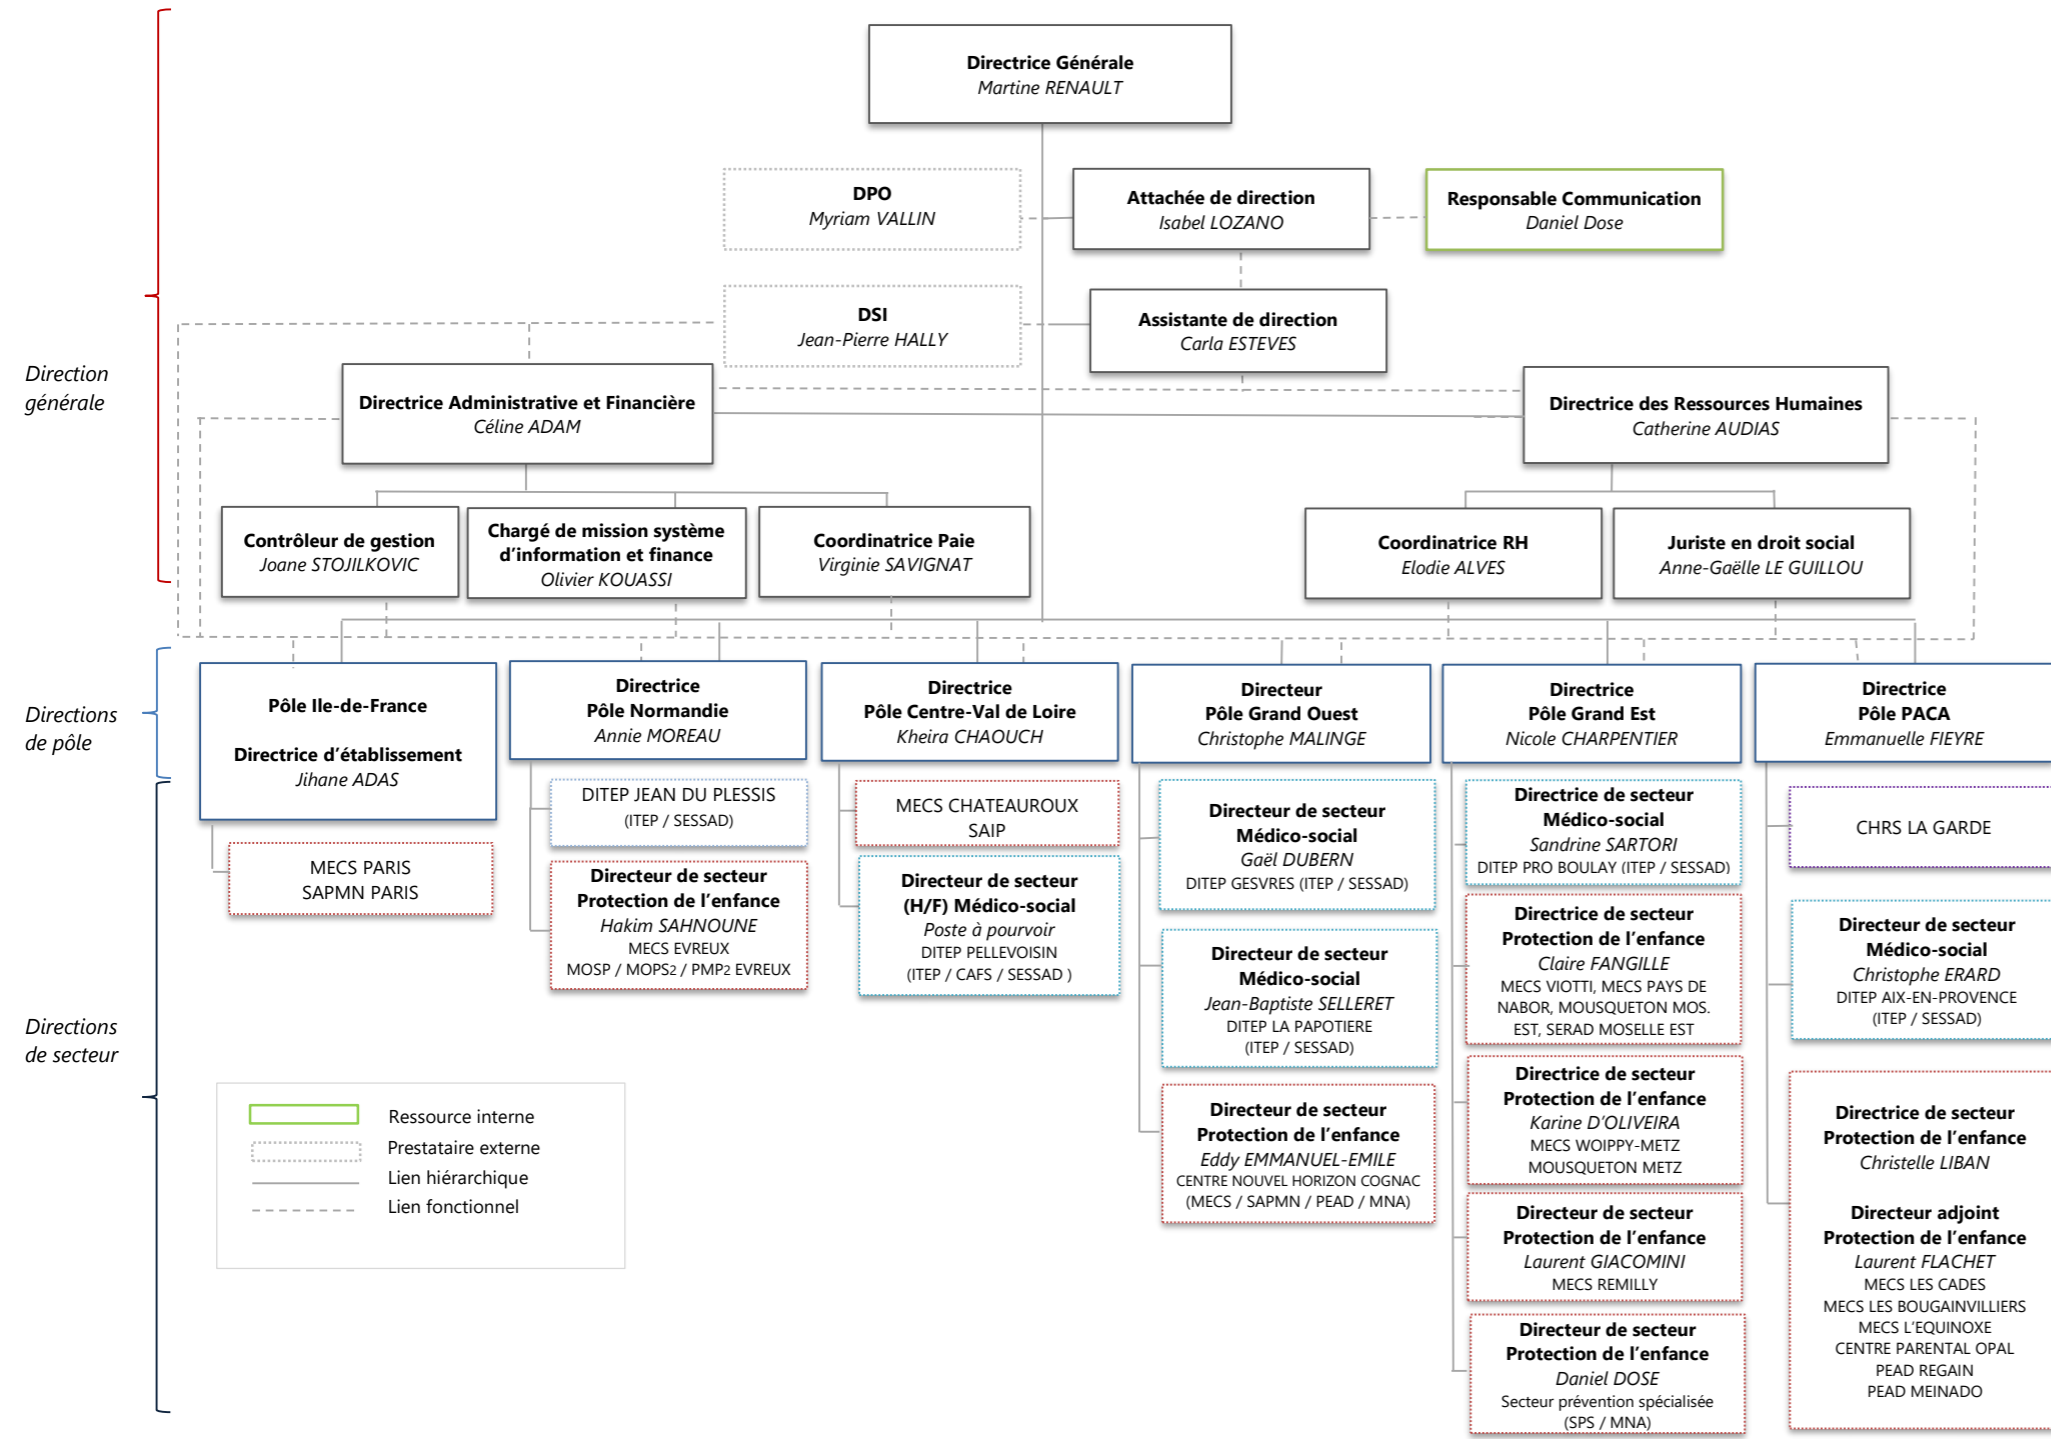 Directrice Générale
Martine RENAULT
DPO
Myriam VALLIN
Attachée de direction
Isabel LOZANO
Responsable Communication
Daniel Dose
DSI
Jean-Pierre HALLY
Assistante de direction
Carla ESTEVES
Direction
générale
Directrice Administrative et Financière
Céline ADAM
Directrice des Ressources Humaines
Catherine AUDIAS
Contrôleur de gestion
Joane STOJILKOVIC
Chargé de mission système
d'information et finance
Olivier KOUASSI
Coordinatrice Paie
Virginie SAVIGNAT
Coordinatrice RH
Elodie ALVES
Juriste en droit social
Anne-Gaëlle LE GUILLOU
Directions
de pôle
Pôle Ile-de-France
Directrice d'établissement
Jihane ADAS
Directrice
Pôle Normandie
Annie MOREAU
Directrice
Pôle Centre-Val de Loire
Kheira CHAOUCH
Directeur
Pôle Grand Ouest
Christophe MALINGE
Directrice
Pôle Grand Est
Nicole CHARPENTIER
Directrice
Pôle PACA
Emmanuelle FIEYRE
Directions
de secteur
MECS PARIS
SAPMN PARIS
DITEP JEAN DU PLESSIS
(ITEP / SESSAD)
Directeur de secteur
Protection de l'enfance
Hakim SAHNOUNE
MECS EVREUX
MOSP / MOPS2 / PMP2 EVREUX
MECS CHATEAUROUX
SAIP
Directeur de secteur
(H/F) Médico-social
Poste à pourvoir
DITEP PELLEVOISIN
(ITEP / CAFS / SESSAD )
Directeur de secteur
Médico-social
Gaël DUBERN
DITEP GESVRES (ITEP / SESSAD)
Directeur de secteur
Médico-social
Jean-Baptiste SELLERET
DITEP LA PAPOTIERE
(ITEP / SESSAD)
Directeur de secteur
Protection de l'enfance
Eddy EMMANUEL-EMILE
CENTRE NOUVEL HORIZON COGNAC
(MECS / SAPMN / PEAD / MNA)
Directrice de secteur
Médico-social
Sandrine SARTORI
DITEP PRO BOULAY (ITEP / SESSAD)
Directrice de secteur
Protection de l'enfance
Claire FANGILLE
MECS VIOTTI, MECS PAYS DE
NABOR, MOUSQUETON MOS.
EST, SERAD MOSELLE EST
Directrice de secteur
Protection de l'enfance
Karine D'OLIVEIRA
MECS WOIPPY-METZ
MOUSQUETON METZ
Directeur de secteur
Protection de l'enfance
Laurent GIACOMINI
MECS REMILLY
Directeur de secteur
Protection de l'enfance
Daniel DOSE
Secteur prévention spécialisée
(SPS / MNA)
CHRS LA GARDE
Directeur de secteur
Médico-social
Christophe ERARD
DITEP AIX-EN-PROVENCE
(ITEP / SESSAD)
Directrice de secteur
Protection de l'enfance
Christelle LIBAN
Directeur adjoint
Protection de l'enfance
Laurent FLACHET
MECS LES CADES
MECS LES BOUGAINVILLIERS
MECS L'EQUINOXE
CENTRE PARENTAL OPAL
PEAD REGAIN
PEAD MEINADO
Ressource interne
Prestataire externe
Lien hiérarchique
Lien fonctionnel